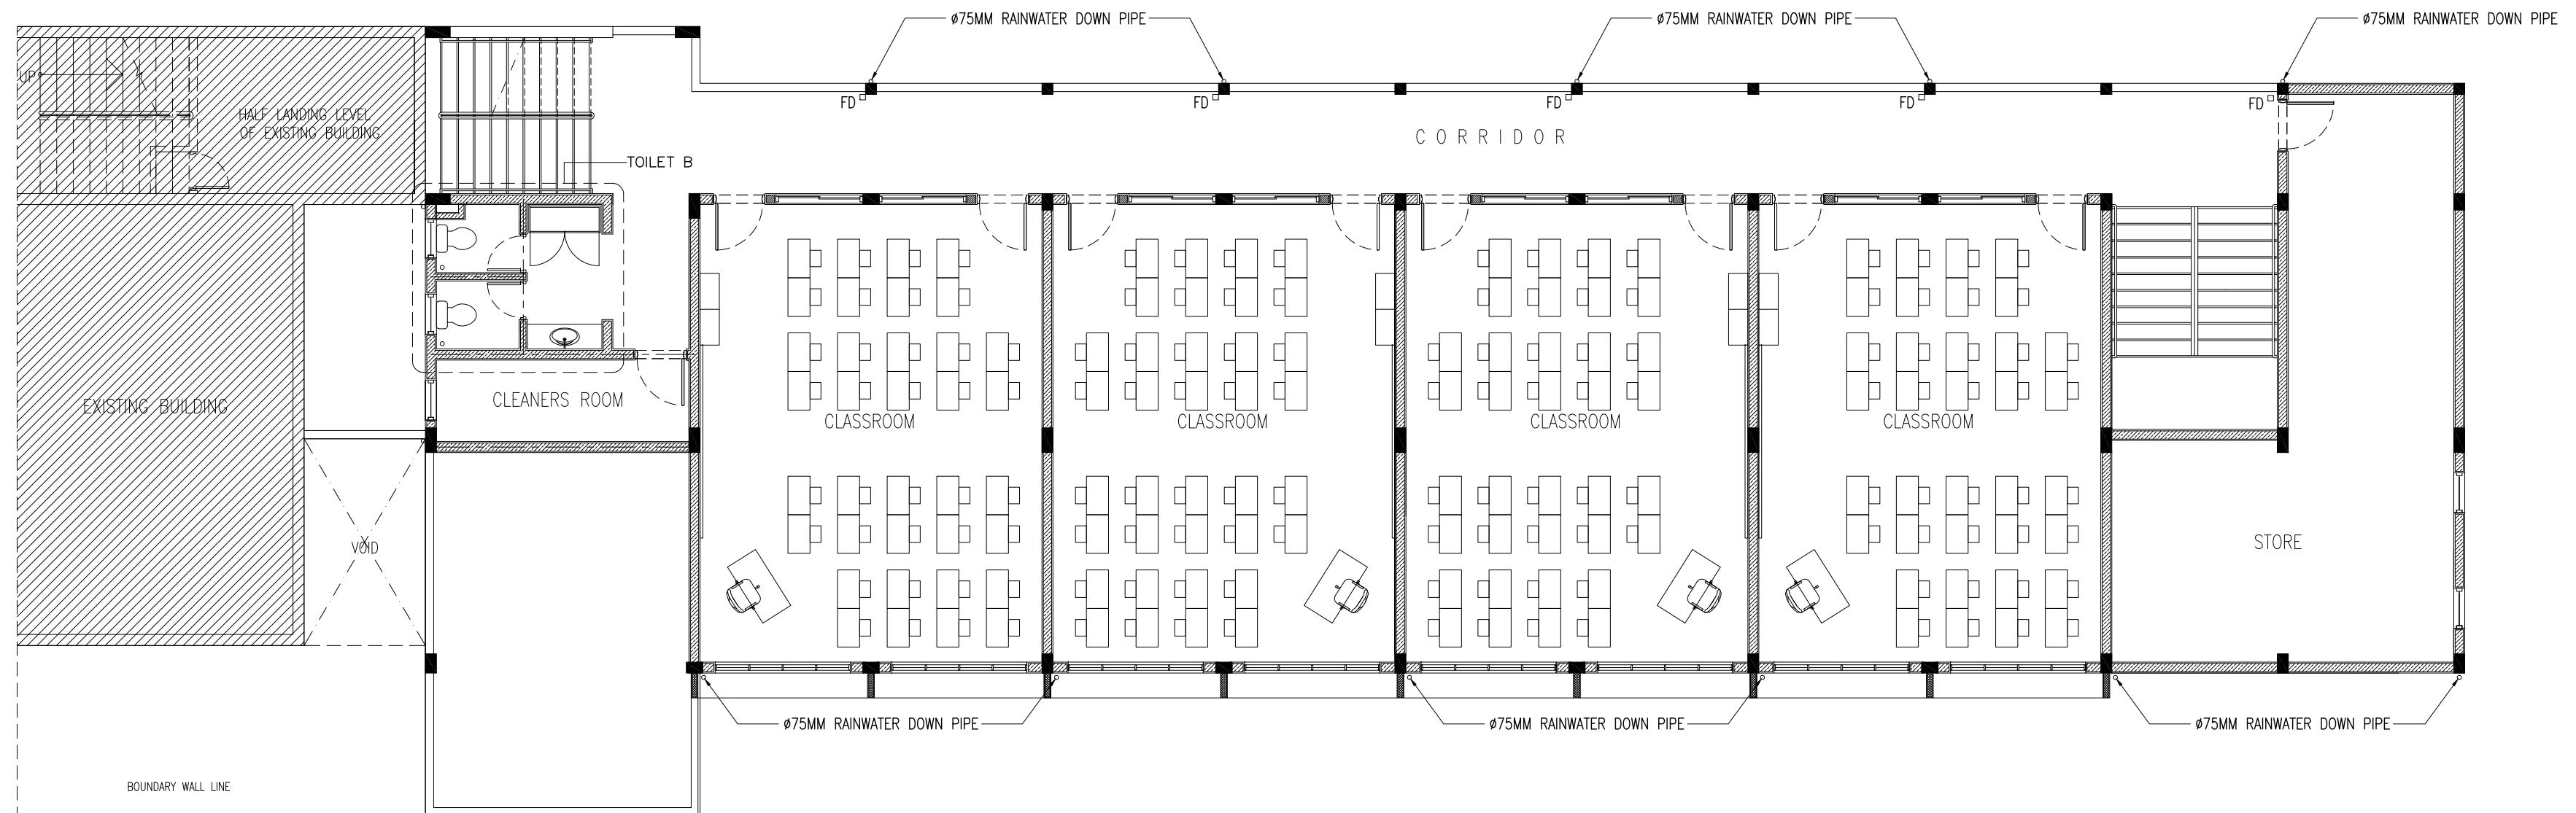 Ø75MM RAINWATER DOWN PIPE
Ø75MM RAINWATER DOWN PIPE
Ø75MM RAINWATER DOWN PIPE
UP
FD
FD
FD
FD
FD
HALF LANDING LEVEL
OF EXISTING BUILDING
CORRIDOR
TOILET B
EXISTING BUILDING
CLEANERS ROOM
CLASSROOM
CLASSROOM
CLASSROOM
CLASSROOM
VOID
STORE
Ø75MM RAINWATER DOWN PIPE
Ø75MM RAINWATER DOWN PIPE
Ø75MM RAINWATER DOWN PIPE
BOUNDARY WALL LINE